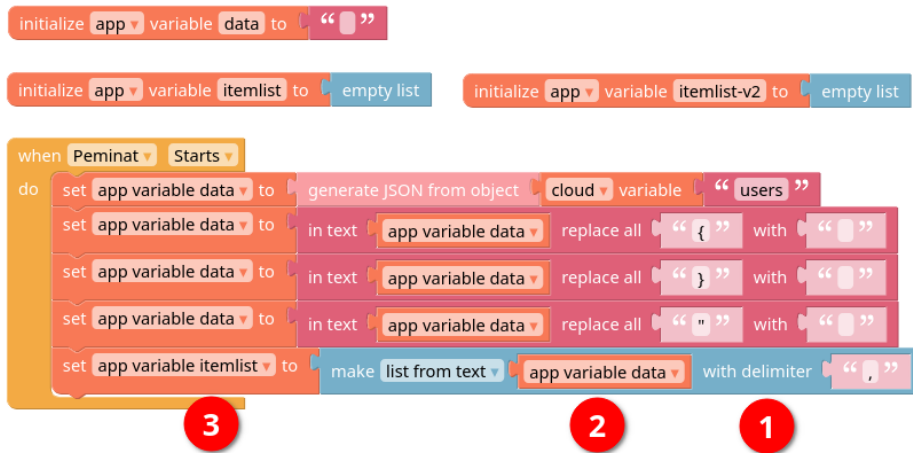 initialize app ▾ variable data to “ ”
initialize app ▾ variable itemlist to empty list
initialize app ▾ variable itemlist-v2 to empty list
when Peminat ▾ Starts ▾
do set app variable data ▾ to generate JSON from object cloud ▾ variable “ users ”
set app variable data ▾ to in text app variable data ▾ replace all “ { ” with “ ”
set app variable data ▾ to in text app variable data ▾ replace all “ } ” with “ ”
set app variable data ▾ to in text app variable data ▾ replace all “ " ” with “ ”
set app variable itemlist ▾ to make list from text ▾ app variable data ▾ with delimiter “ , ”
3 2 1